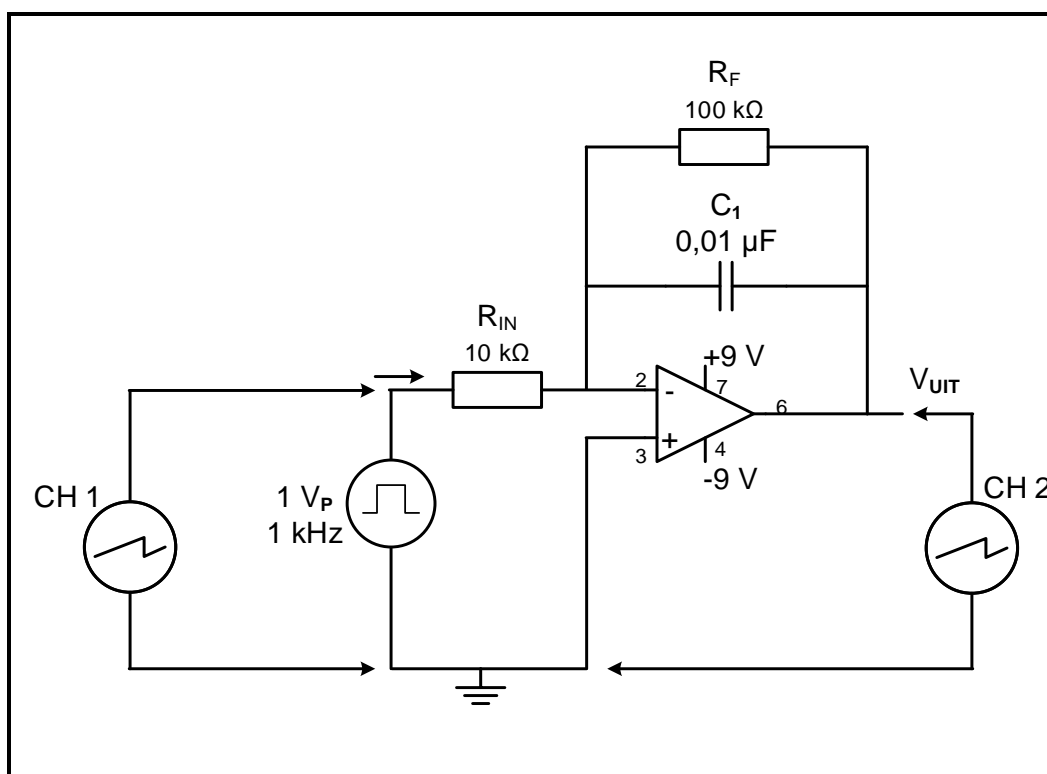 R_F
100 kΩ
C_1
0,01 µF
R_IN
10 kΩ
+9 V
2
-
7
6
V_UIT
+
3
4
-9 V
CH 1
1 V_P
1 kHz
CH 2